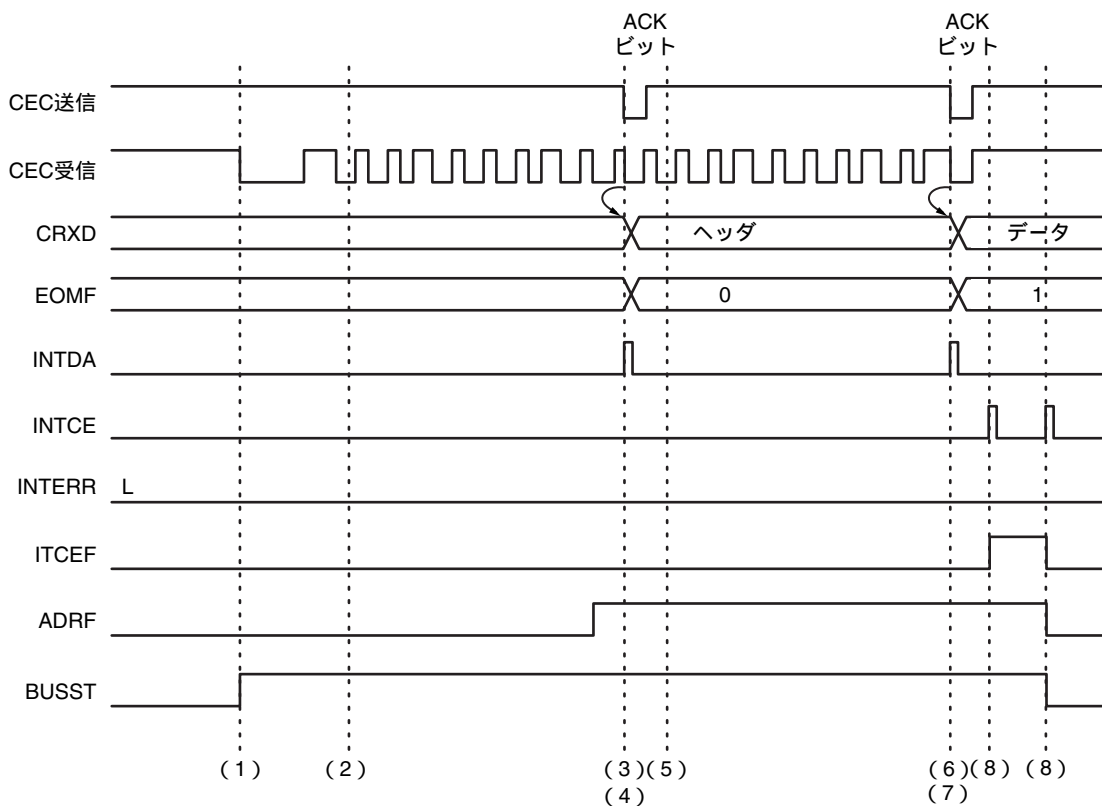 ACK
ビット
ACK
ビット
CEC送信
CEC受信
CRXD
ヘッダ
データ
EOMF
0
1
INTDA
INTCE
INTERR
L
ITCEF
ADRF
BUSST
(1)
(2)
(3)(5)
(4)
(6)(8)
(7)
(8)